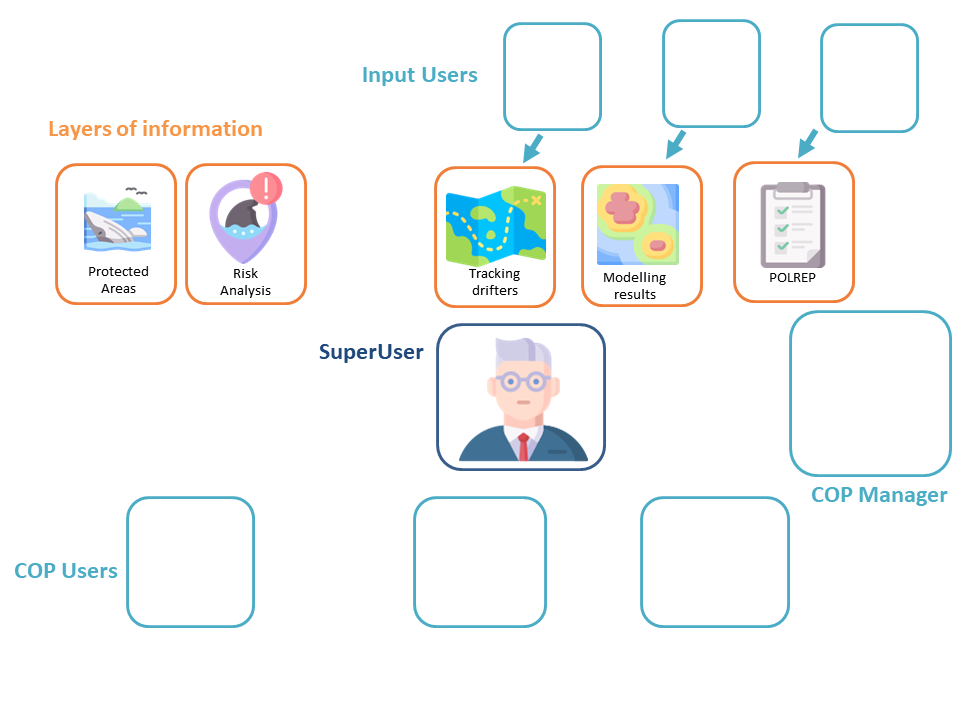 Input Users
Layers of information
Protected
Areas
Risk
Analysis
Tracking
drifters
Modelling
results
POLREP
SuperUser
COP Manager
COP Users